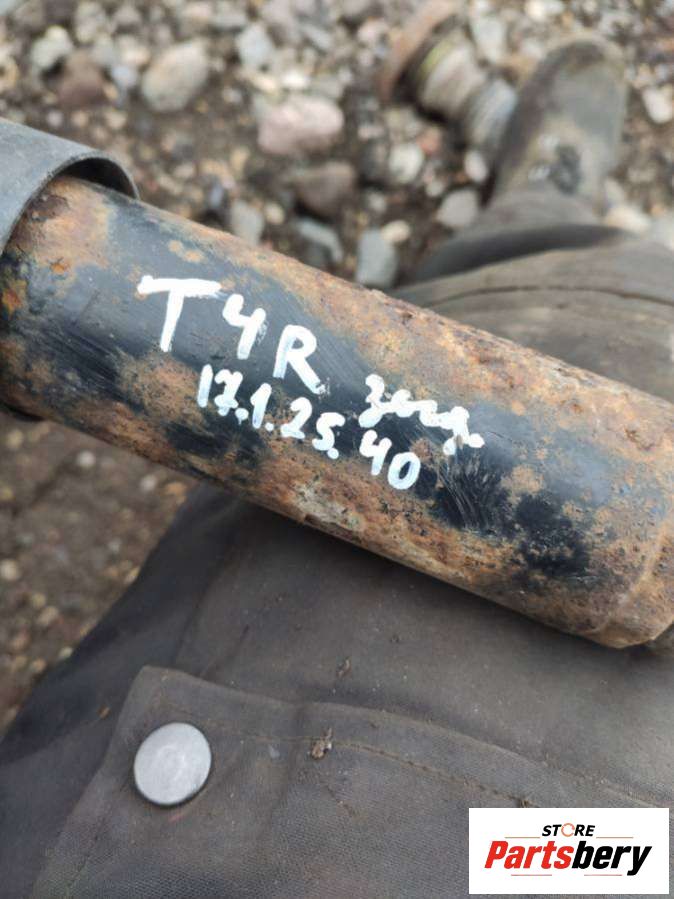 T4R
17.1.25. 40
STORE
Partsbery